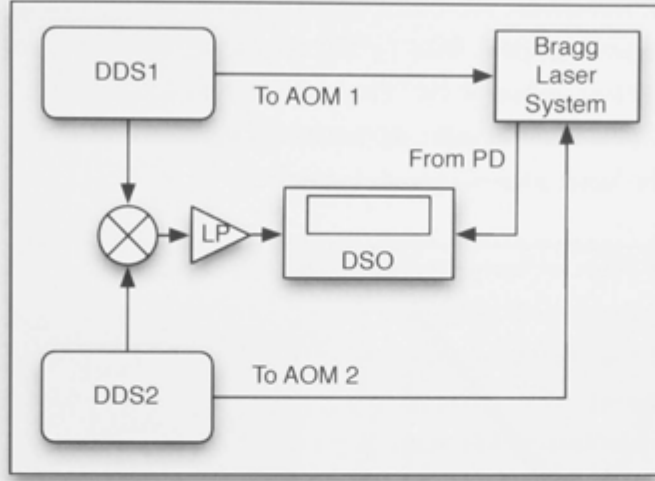 DDS1
To AOM 1
Bragg
Laser
System
From PD
LP
DSO
To AOM 2
DDS2